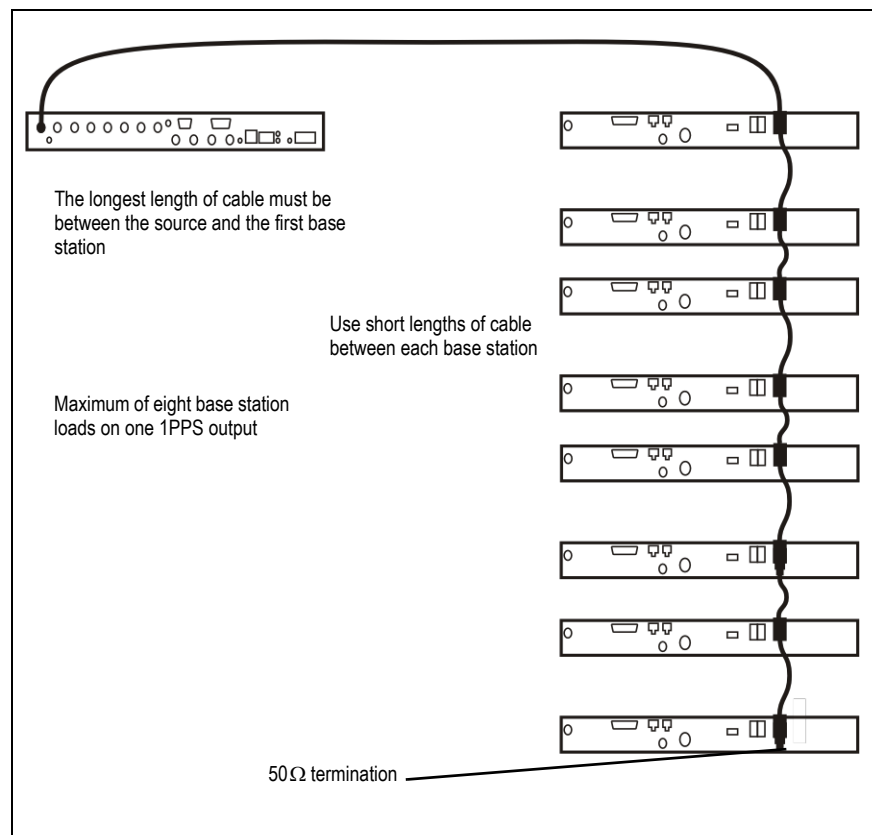 The longest length of cable must be
between the source and the first base
station
Use short lengths of cable
between each base station
Maximum of eight base station
loads on one 1PPS output
50Ω termination